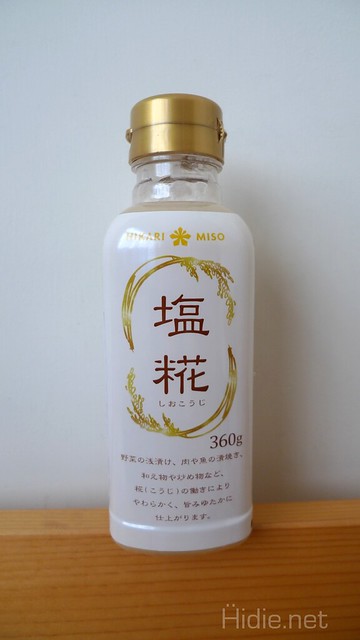 HIKARI MISO
塩
糀
しおこうじ
360g
野菜の浅漬け、肉や魚の漬焼き、
和え物や炒め物など、
糀(こうじ)の働きにより
やわらかく、旨みゆたかに
仕上がります。
Hidie.net